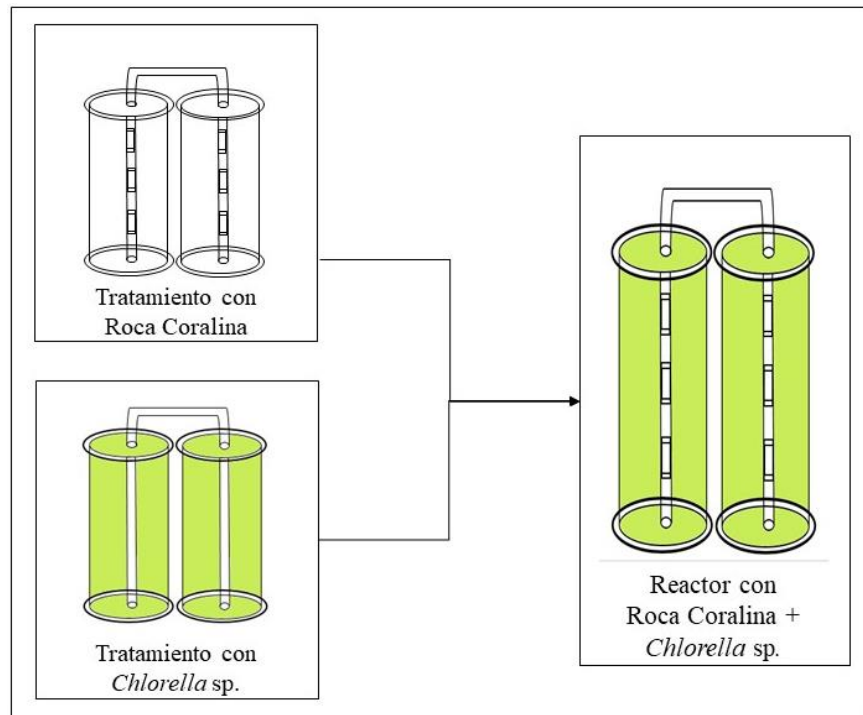 Tratamiento con
Roca Coralina
Tratamiento con
Chlorella sp.
Reactor con
Roca Coralina +
Chlorella sp.